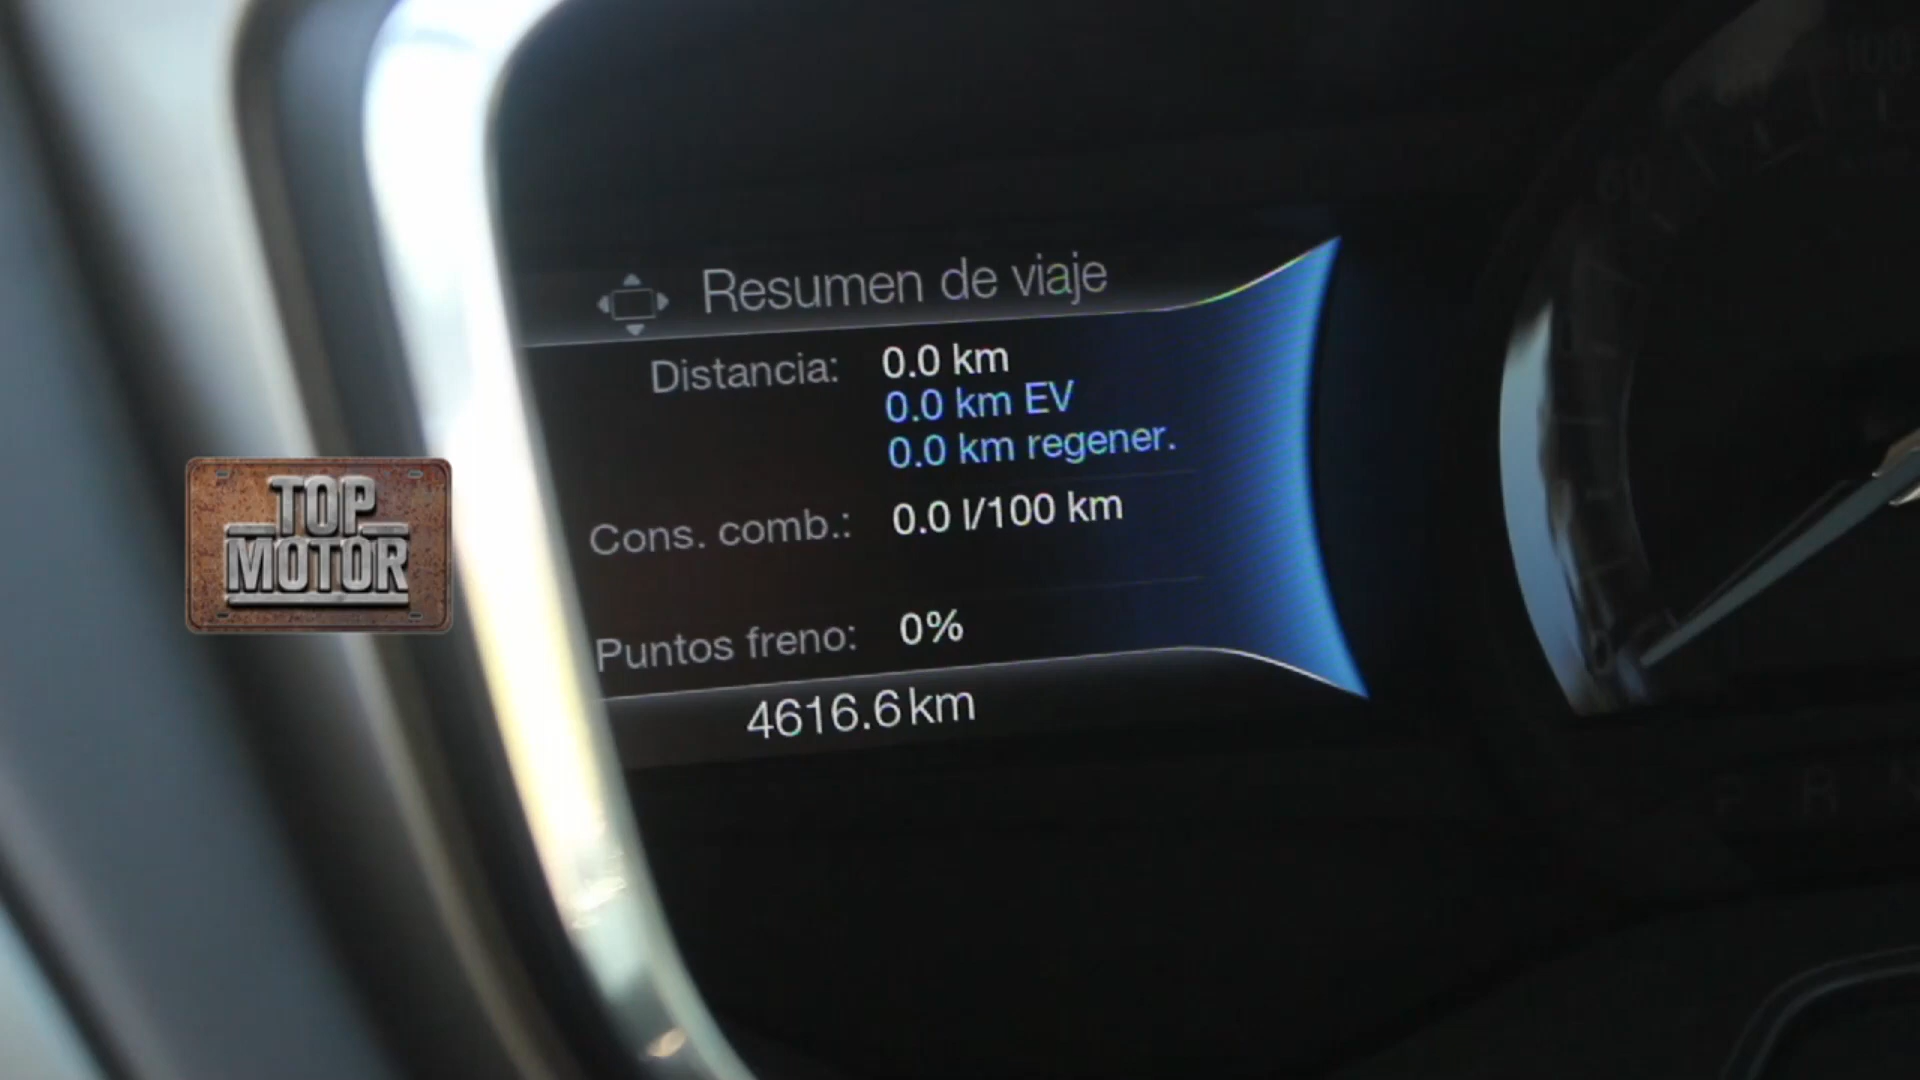 Resumen de viaje
Distancia: 0.0 km
0.0 km EV
0.0 km regener.
Cons. comb.: 0.0 l/100 km
Puntos freno: 0%
4616.6 km
TOP
MOTOR
R